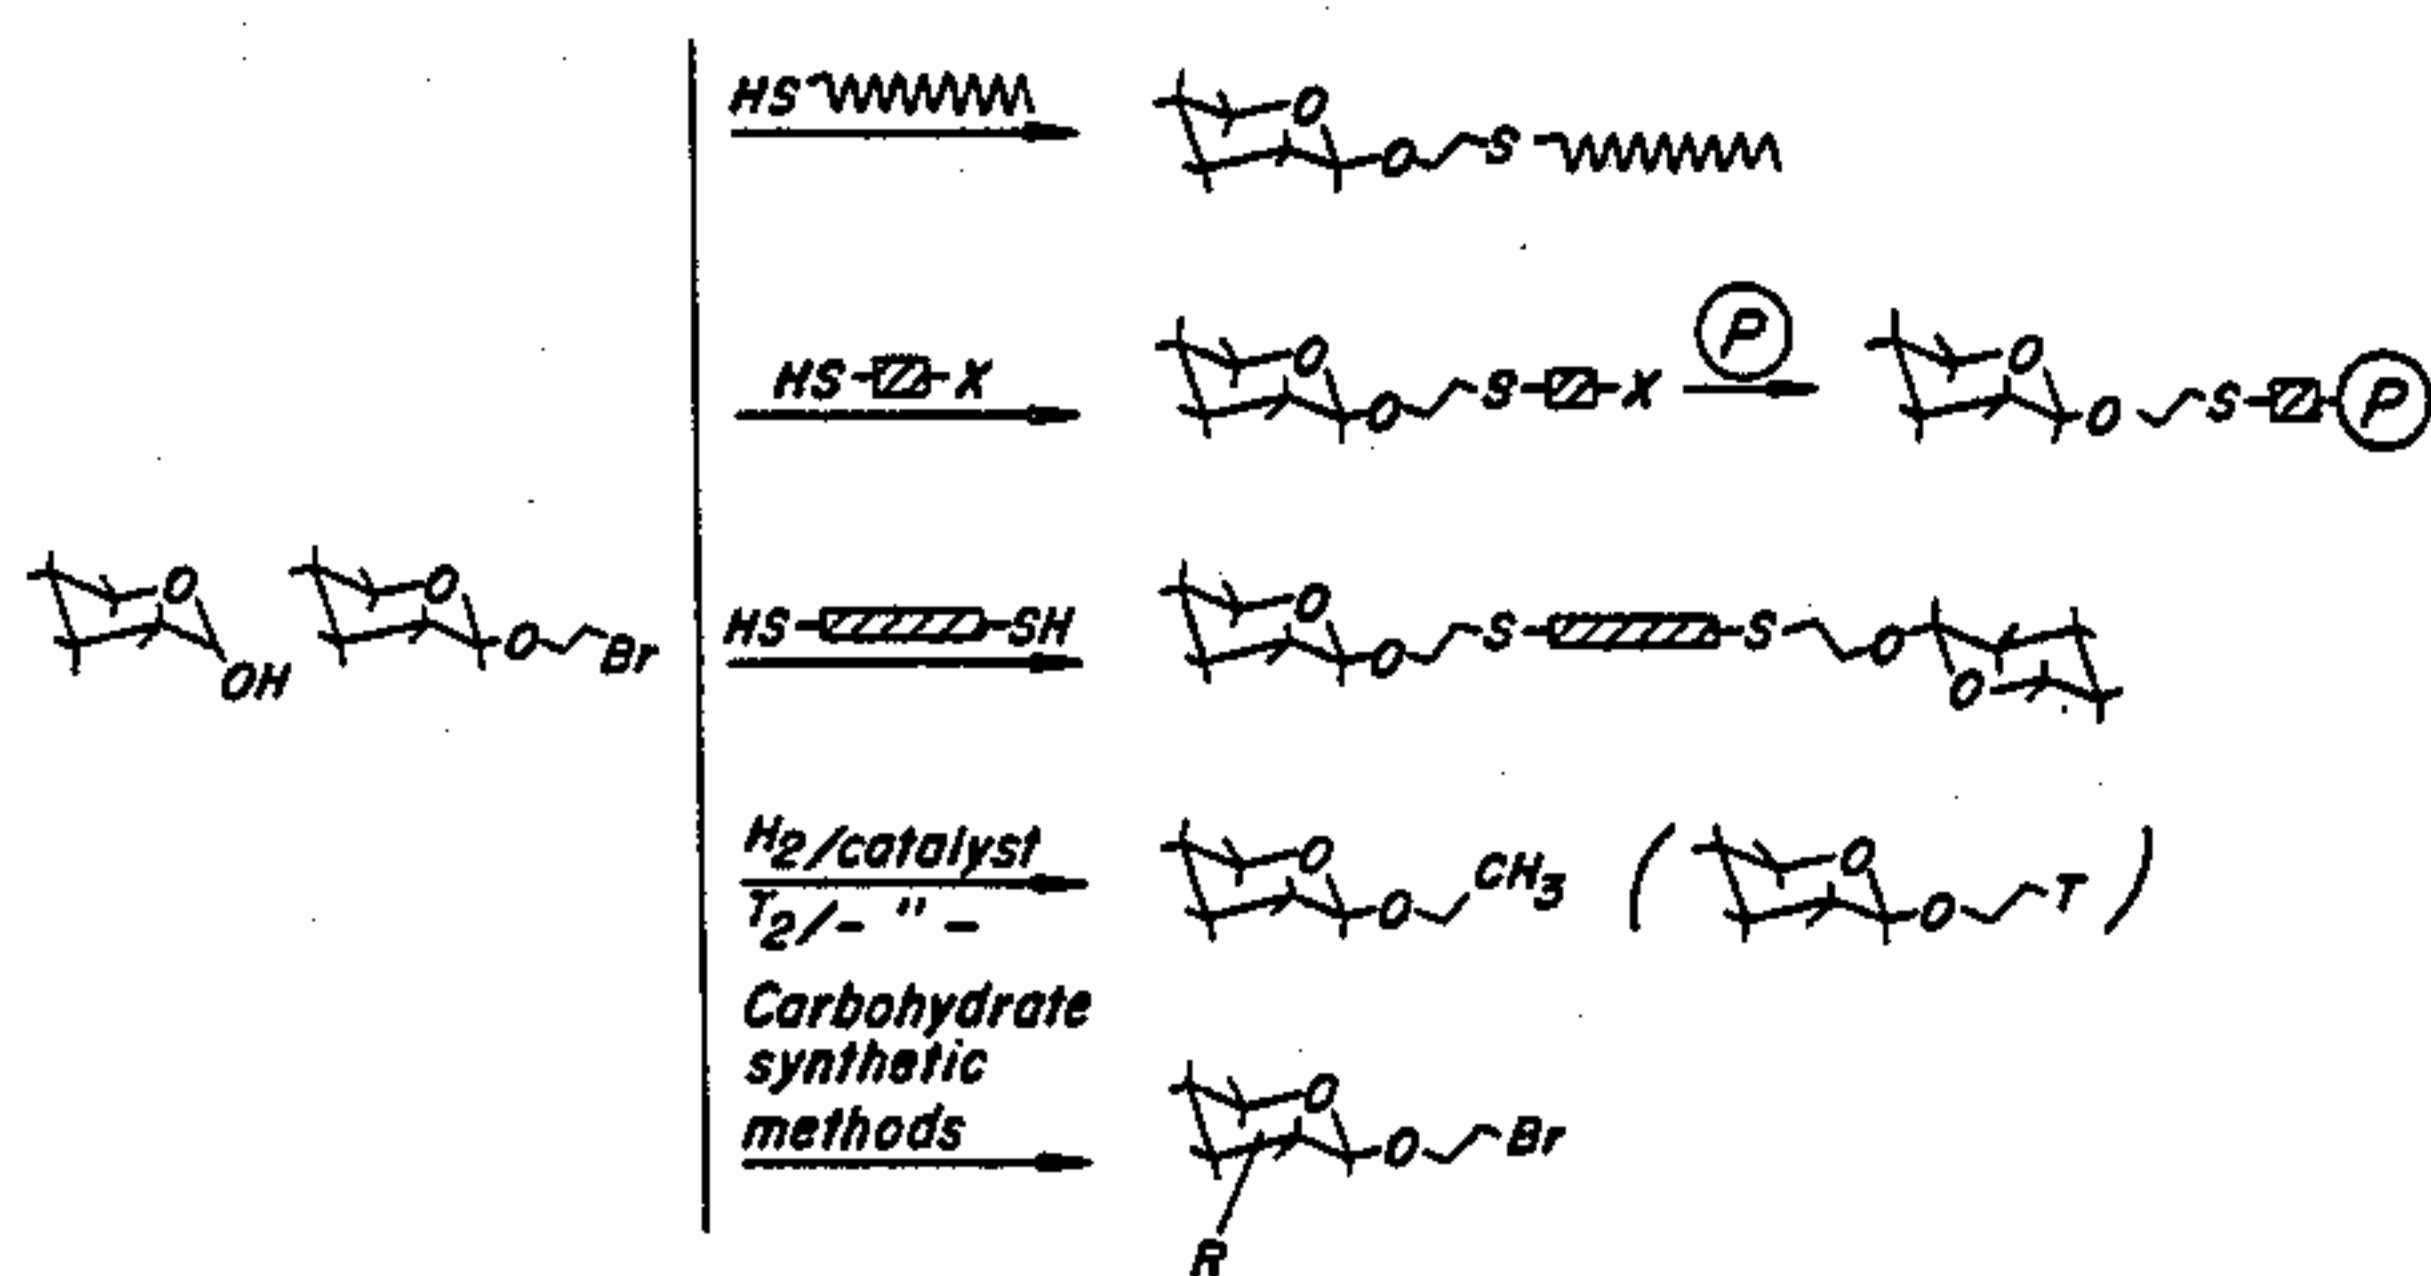 HS
O
O
S
HS
X
O
O
S
X
P
O
O
S
P
O
OH
O
O
Br
HS
SH
O
O
S
S
O
O
H2/catalyst
T2/- " -
O
O
CH3
(
O
O
T
)
Carbohydrate
synthetic
methods
O
O
Br
R